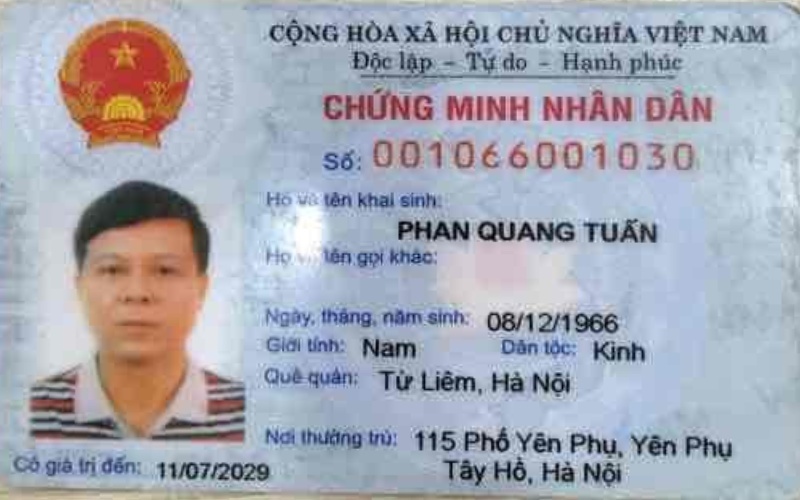 CỘNG HÒA XÃ HỘI CHỦ NGHĨA VIỆT NAM
Độc lập - Tự do - Hạnh phúc
CHỨNG MINH NHÂN DÂN
Số: 001066001030
Họ và tên khai sinh:
PHAN QUANG TUẤN
Họ và tên gọi khác:
Ngày, tháng, năm sinh: 08/12/1966
Giới tính: Nam Dân tộc: Kinh
Quê quán: Từ Liêm, Hà Nội
Nơi thường trú: 115 Phố Yên Phụ, Yên Phụ
Tây Hồ, Hà Nội
Có giá trị đến: 11/07/2029